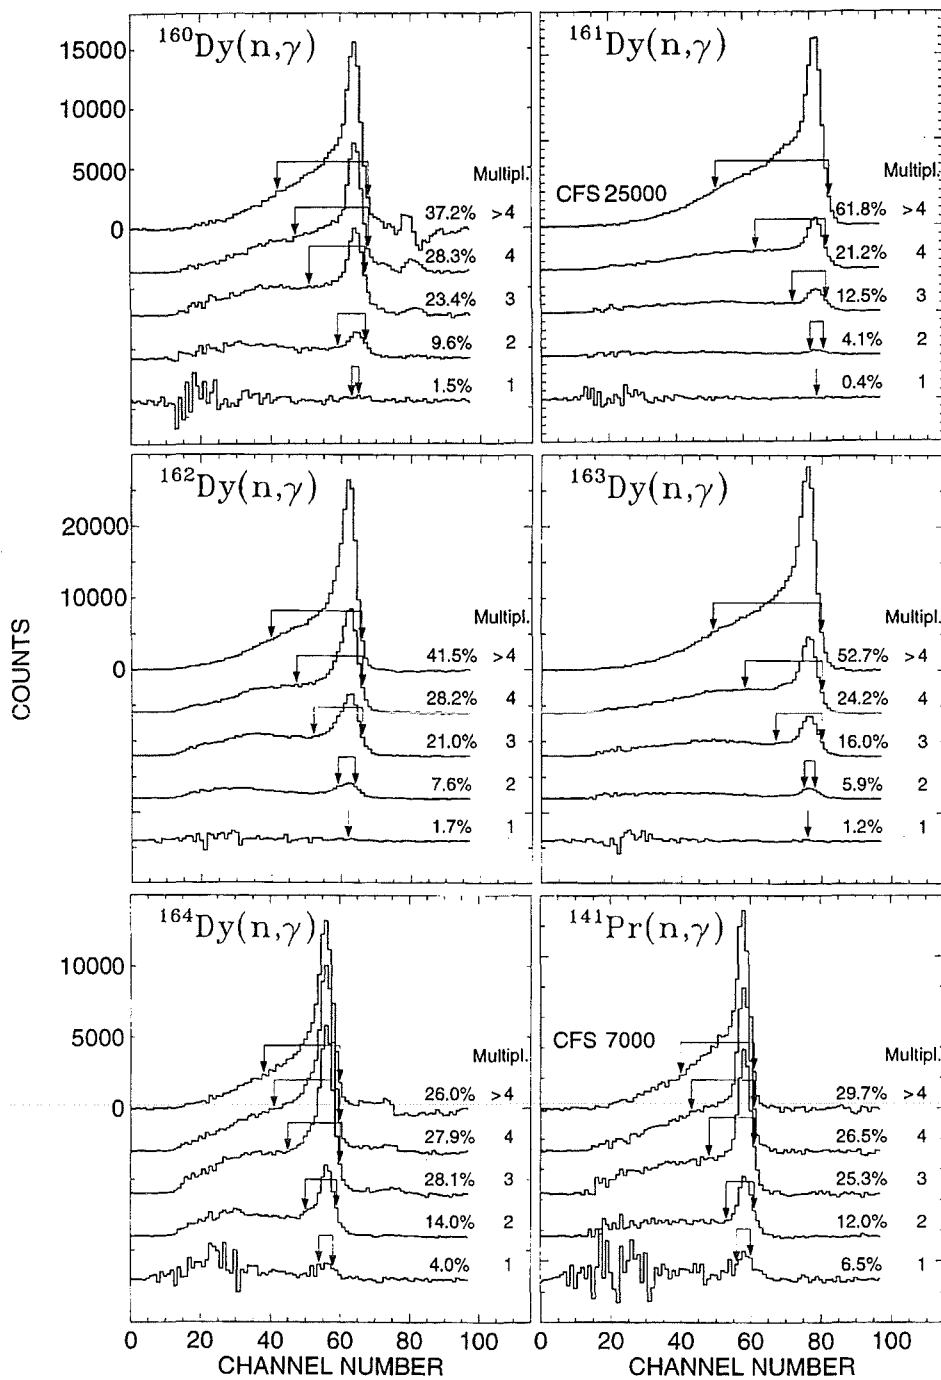 ¹⁶⁰Dy(n,γ)
15000
10000
5000
0
Multipl.
37.2% >4
28.3% 4
23.4% 3
9.6% 2
1.5% 1
¹⁶¹Dy(n,γ)
Multipl.
CFS 25000
61.8% >4
21.2% 4
12.5% 3
4.1% 2
0.4% 1
¹⁶²Dy(n,γ)
20000
10000
0
Multipl.
41.5% >4
28.2% 4
21.0% 3
7.6% 2
1.7% 1
¹⁶³Dy(n,γ)
Multipl.
52.7% >4
24.2% 4
16.0% 3
5.9% 2
1.2% 1
COUNTS
¹⁶⁴Dy(n,γ)
10000
5000
0
Multipl.
26.0% >4
27.9% 4
28.1% 3
14.0% 2
4.0% 1
0 20 40 60 80 100
CHANNEL NUMBER
¹⁴¹Pr(n,γ)
CFS 7000
Multipl.
29.7% >4
26.5% 4
25.3% 3
12.0% 2
6.5% 1
0 20 40 60 80 100
CHANNEL NUMBER